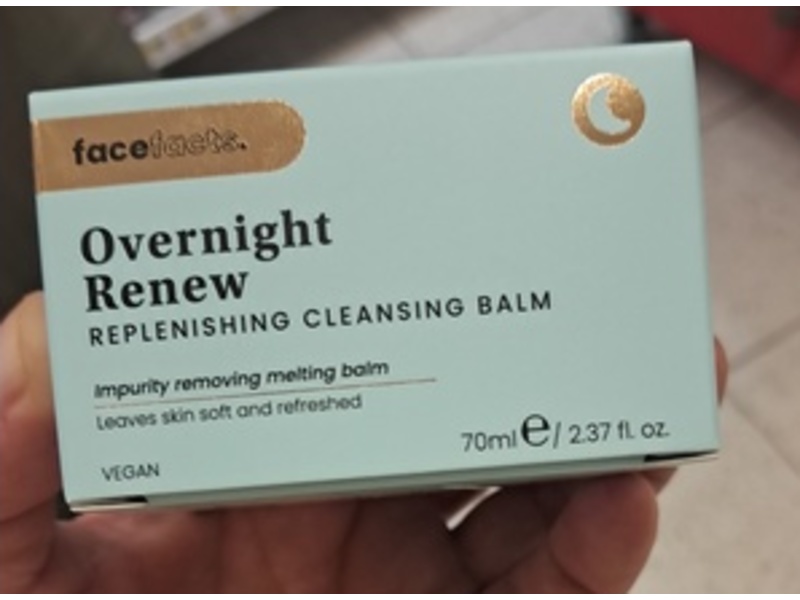 facefacts.
Overnight
Renew
REPLENISHING CLEANSING BALM
Impurity removing melting balm
Leaves skin soft and refreshed
70ml e / 2.37 fl. oz.
VEGAN